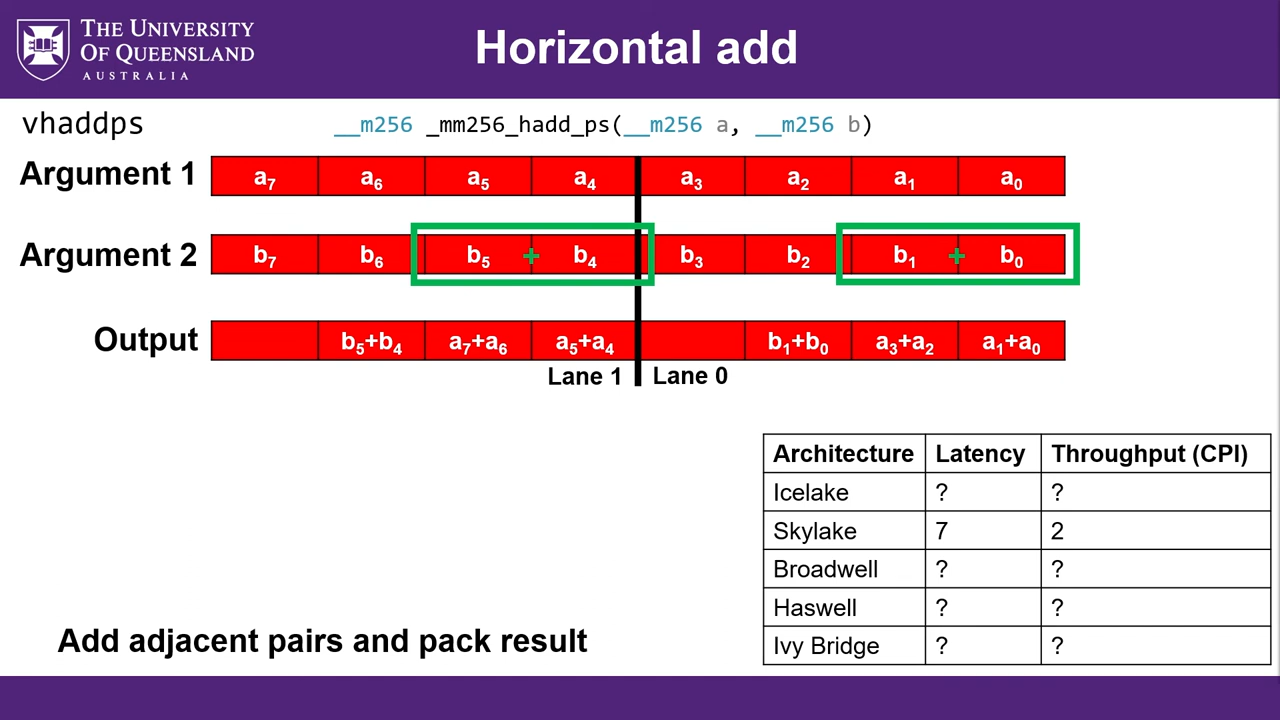 THE UNIVERSITY
OF QUEENSLAND
AUSTRALIA
Horizontal add
vhaddps __m256 _mm256_hadd_ps(__m256 a, __m256 b)
Argument 1 a₇ a₆ a₅ a₄ a₃ a₂ a₁ a₀
Argument 2 b₇ b₆ b₅ + b₄ b₃ b₂ b₁ + b₀
Output b₅+b₄ a₇+a₆ a₅+a₄ b₁+b₀ a₃+a₂ a₁+a₀
Lane 1 Lane 0
Architecture Latency Throughput (CPI)
Icelake ? ?
Skylake 7 2
Broadwell ? ?
Haswell ? ?
Ivy Bridge ? ?
Add adjacent pairs and pack result